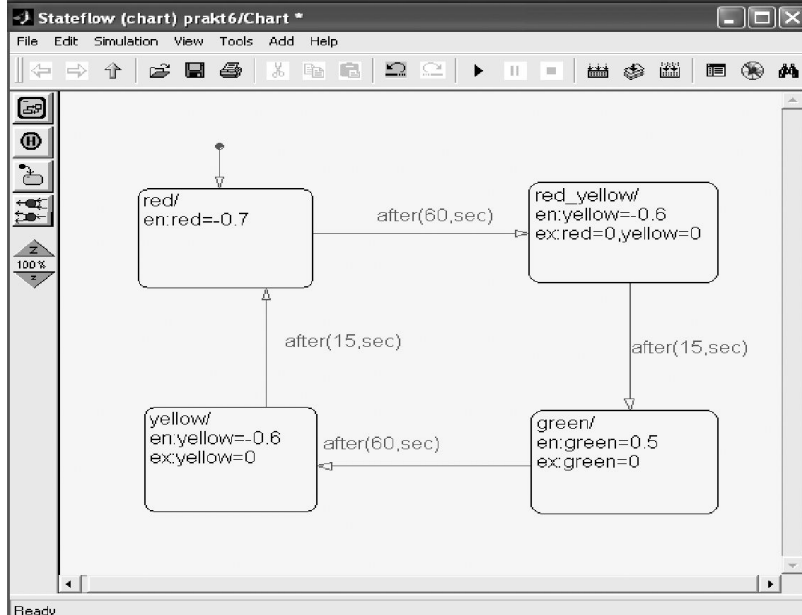 Stateflow (chart) prakt6/Chart *
File Edit Simulation View Tools Add Help
red/
en:red=-0.7
after(60,sec)
red_yellow/
en:yellow=-0.6
ex:red=0,yellow=0
100%
after(15,sec)
after(15,sec)
yellow/
en:yellow=-0.6
ex:yellow=0
after(60,sec)
green/
en:green=0.5
ex:green=0
Ready